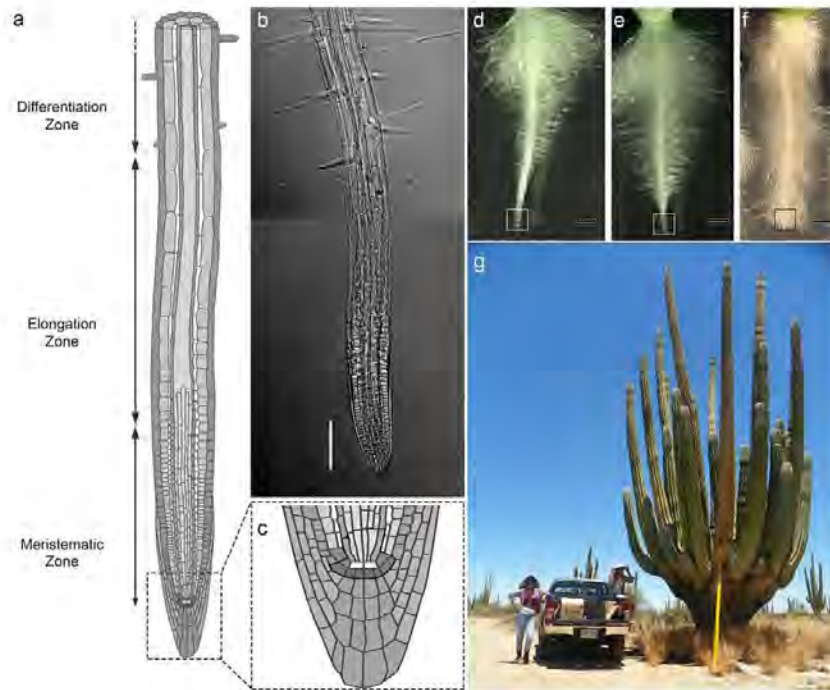 a
Differentiation
Zone
Elongation
Zone
Meristematic
Zone
b
c
d
e
f
g